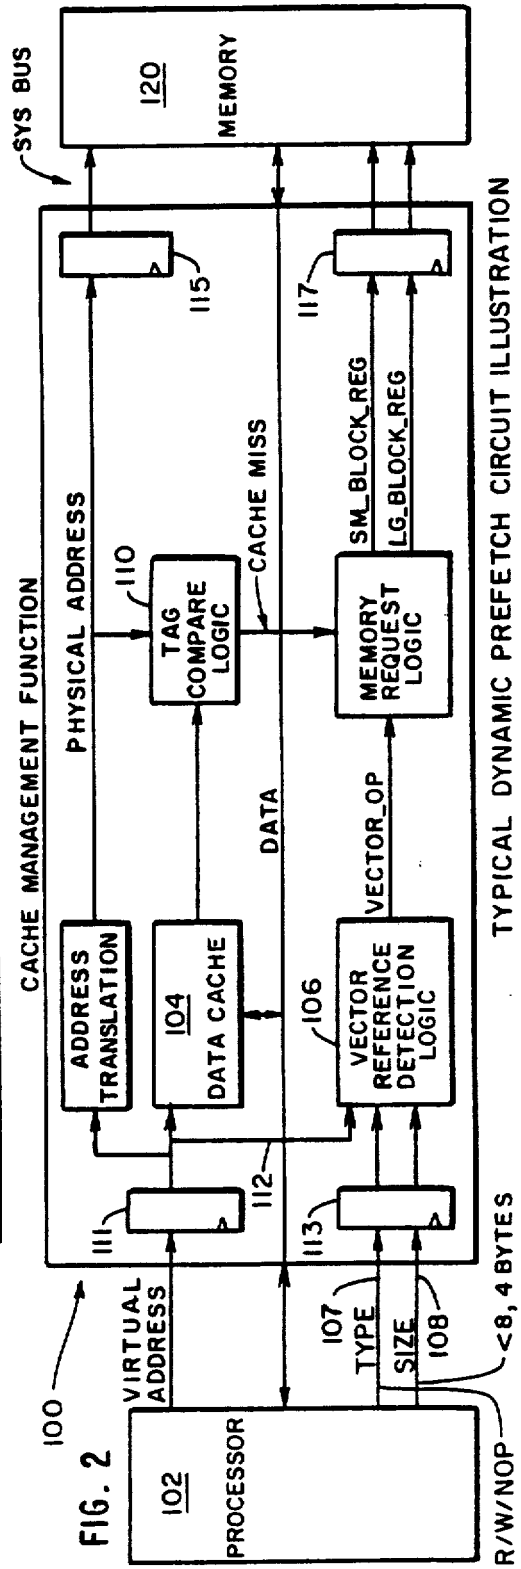 FIG. 2
100
CACHE MANAGEMENT FUNCTION
SYS BUS
102
PROCESSOR
VIRTUAL
ADDRESS
111
ADDRESS
TRANSLATION
PHYSICAL ADDRESS
115
120
MEMORY
104
DATA CACHE
110
TAG
COMPARE
LOGIC
112
DATA
CACHE MISS
107
TYPE
SIZE
108
113
106
VECTOR
REFERENCE
DETECTION
LOGIC
VECTOR_OP
MEMORY
REQUEST
LOGIC
SM_BLOCK_REG
LG_BLOCK_REG
117
R/W/NOP
<8, 4 BYTES
TYPICAL DYNAMIC PREFETCH CIRCUIT ILLUSTRATION